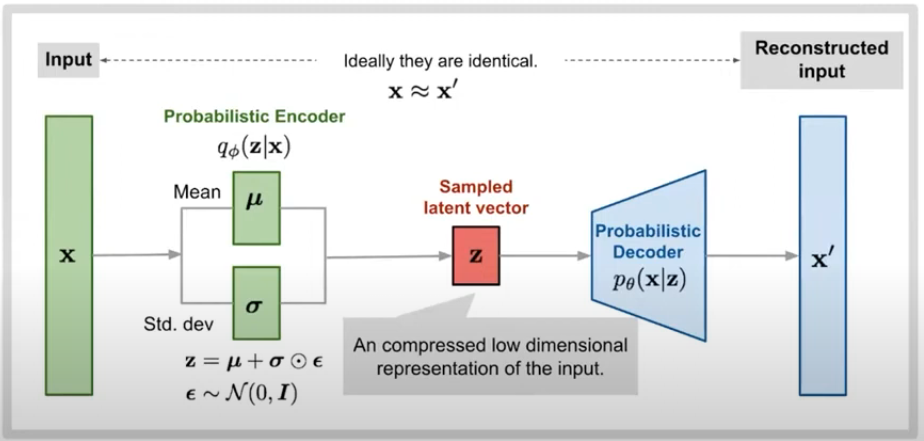 Input
Ideally they are identical.
x ≈ x′
Reconstructed
input
Probabilistic Encoder
qϕ(z|x)
Mean
μ
x
σ
Std. dev
z = μ + σ ⊙ ϵ
ϵ ∼ N(0, I)
Sampled
latent vector
z
An compressed low dimensional
representation of the input.
Probabilistic
Decoder
pθ(x|z)
x′